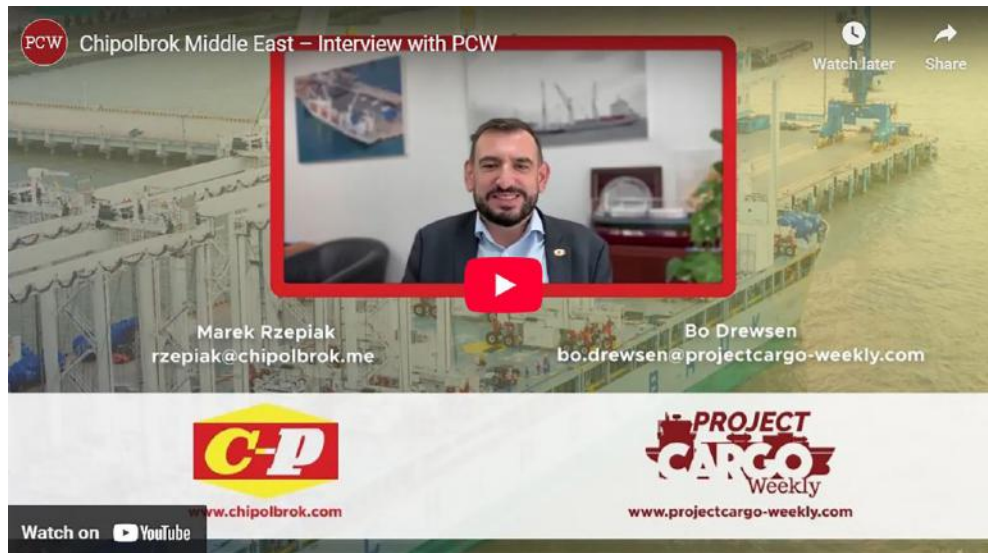 PCW
Chipolbrok Middle East – Interview with PCW
Watch later
Share
Marek Rzepiak
rzepiak@chipolbrok.me
Bo Drewsen
bo.drewsen@projectcargo-weekly.com
C-P
www.chipolbrok.com
PROJECT
CARGO
Weekly
www.projectcargo-weekly.com
Watch on YouTube